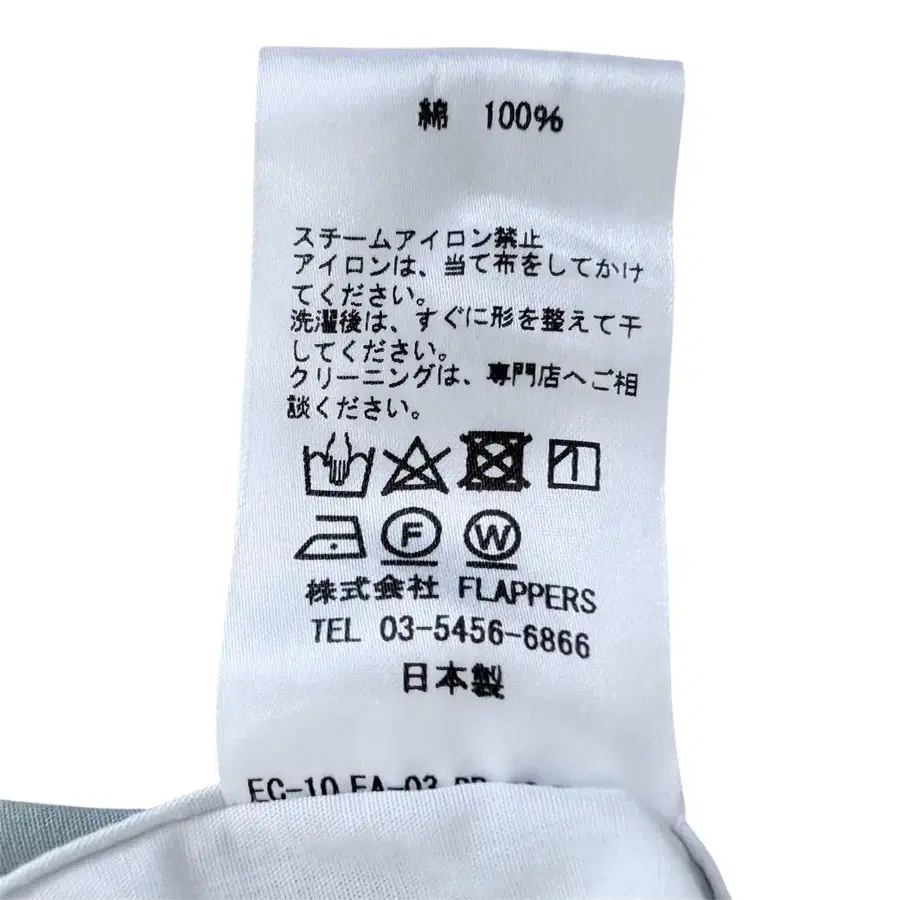 綿 100%
スチームアイロン禁止
アイロンは、当て布をしてかけ
てください。
洗濯後は、すぐに形を整えて干
してください。
クリーニングは、専門店へご相
談ください。
F W
株式会社 FLAPPERS
TEL 03-5456-6866
日本製
EC-10 FA-03